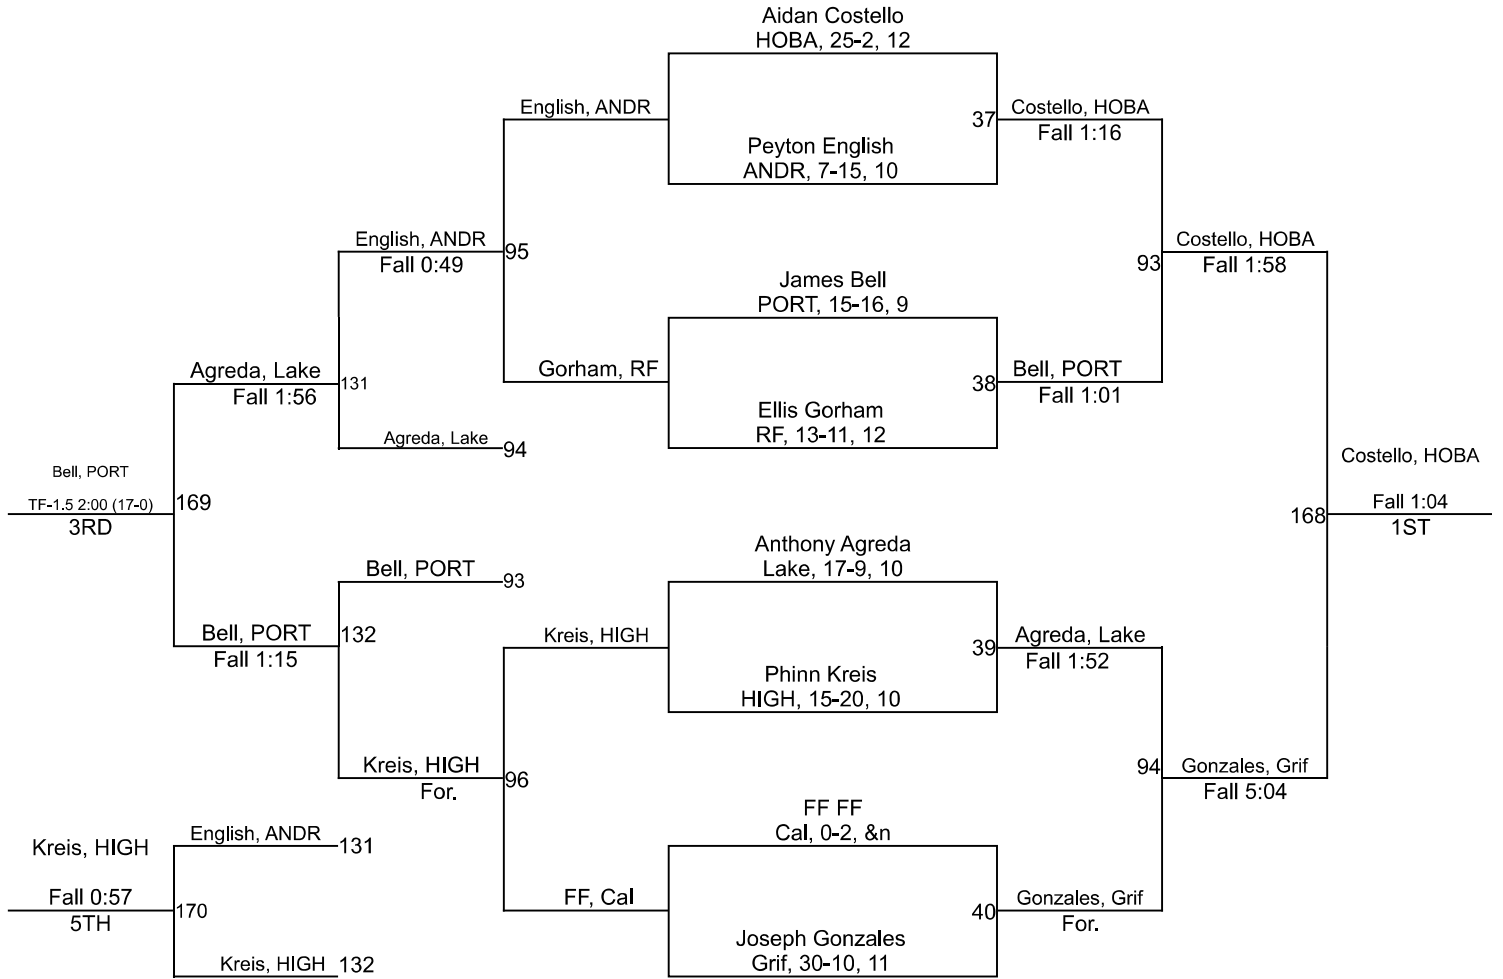 Aidan Costello
HOBA, 25-2, 12
English, ANDR
37
Costello, HOBA
Fall 1:16
Peyton English
ANDR, 7-15, 10
English, ANDR
Fall 0:49
95
Costello, HOBA
Fall 1:58
93
James Bell
PORT, 15-16, 9
Agreda, Lake
Fall 1:56
131
Gorham, RF
38
Bell, PORT
Fall 1:01
Ellis Gorham
RF, 13-11, 12
Agreda, Lake
94
Bell, PORT
TF-1.5 2:00 (17-0)
3RD
169
Costello, HOBA
Fall 1:04
1ST
168
Anthony Agreda
Lake, 17-9, 10
Bell, PORT
93
Bell, PORT
Fall 1:15
132
Kreis, HIGH
39
Agreda, Lake
Fall 1:52
Phinn Kreis
HIGH, 15-20, 10
Kreis, HIGH
For.
96
94
Gonzales, Grif
Fall 5:04
FF FF
Cal, 0-2, &n
English, ANDR
131
Kreis, HIGH
Fall 0:57
5TH
170
FF, Cal
40
Gonzales, Grif
For.
Joseph Gonzales
Grif, 30-10, 11
Kreis, HIGH
132